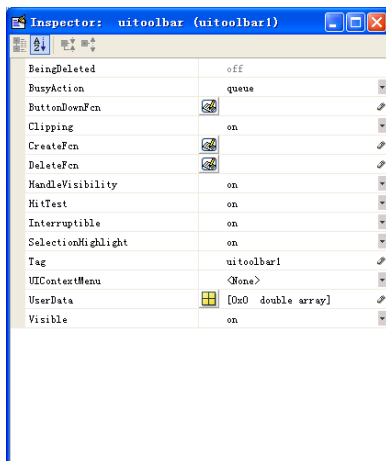 Inspector: uitoolbar (uitoolbar1)
BeingDeleted off
BusyAction queue
ButtonDownFcn
Clipping on
CreateFcn
DeleteFcn
HandleVisibility on
HitTest on
Interruptible on
SelectionHighlight on
Tag uitoolbar1
UIContextMenu <None>
UserData [0x0 double array]
Visible on